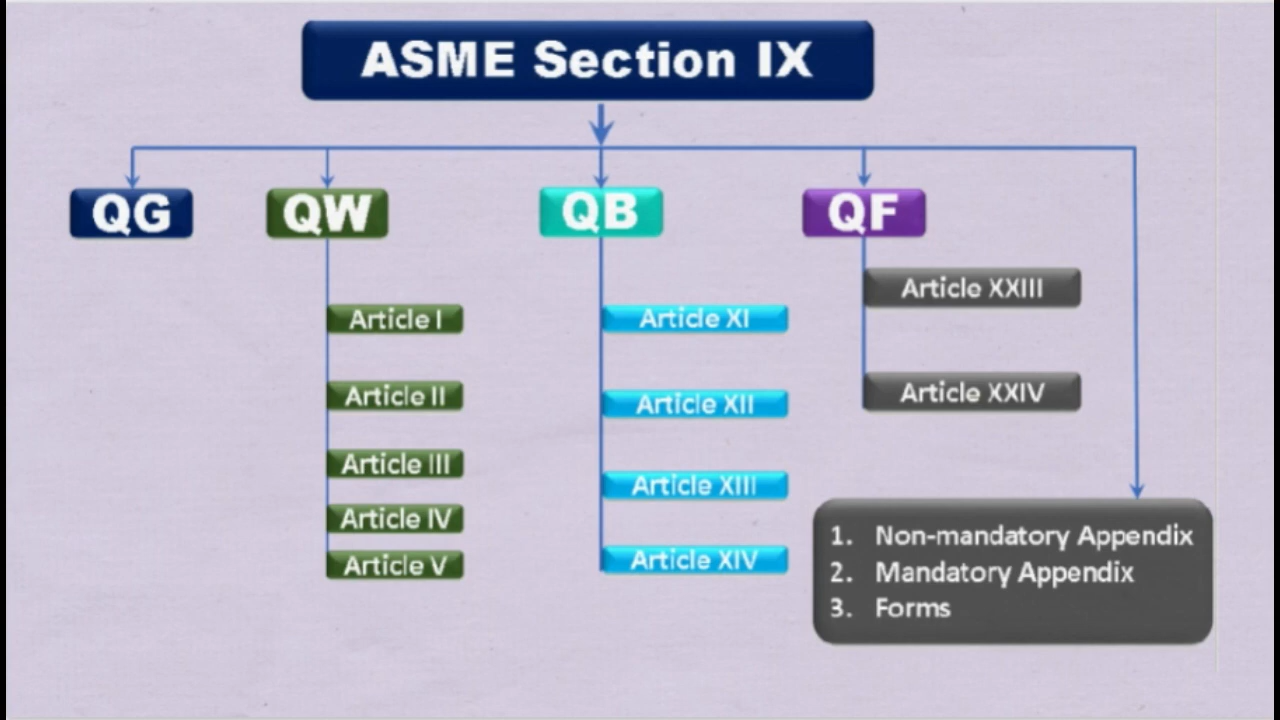 ASME Section IX
QG
QW
QB
QF
Article I
Article II
Article III
Article IV
Article V
Article XI
Article XII
Article XIII
Article XIV
Article XXIII
Article XXIV
1. Non-mandatory Appendix
2. Mandatory Appendix
3. Forms